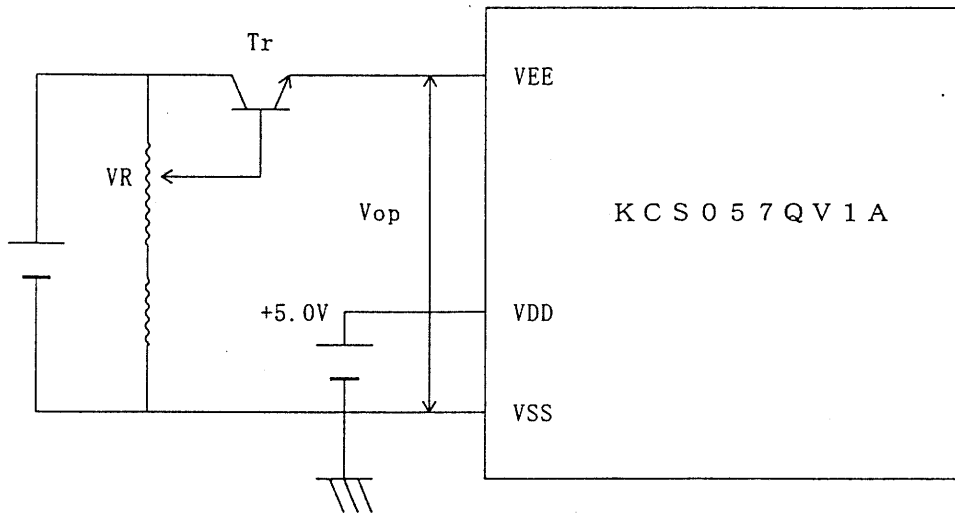 Tr
VEE
VR
Vop
KCS057QV1A
+5.0V
VDD
VSS